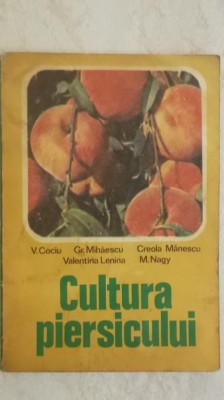 V. Cociu Gr. Mihăescu Creola Mănescu
Valentina Lenina M. Nagy
Cultura
piersicului